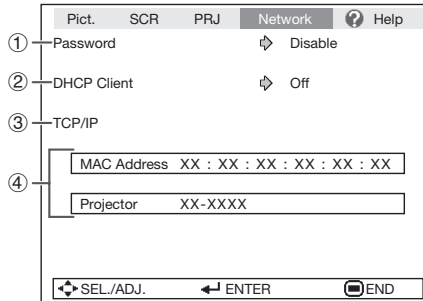 Pict. SCR PRJ Network ? Help
① Password Disable
② DHCP Client Off
③ TCP/IP
④
MAC Address XX : XX : XX : XX : XX : XX
Projector XX-XXXX
SEL./ADJ. ENTER END